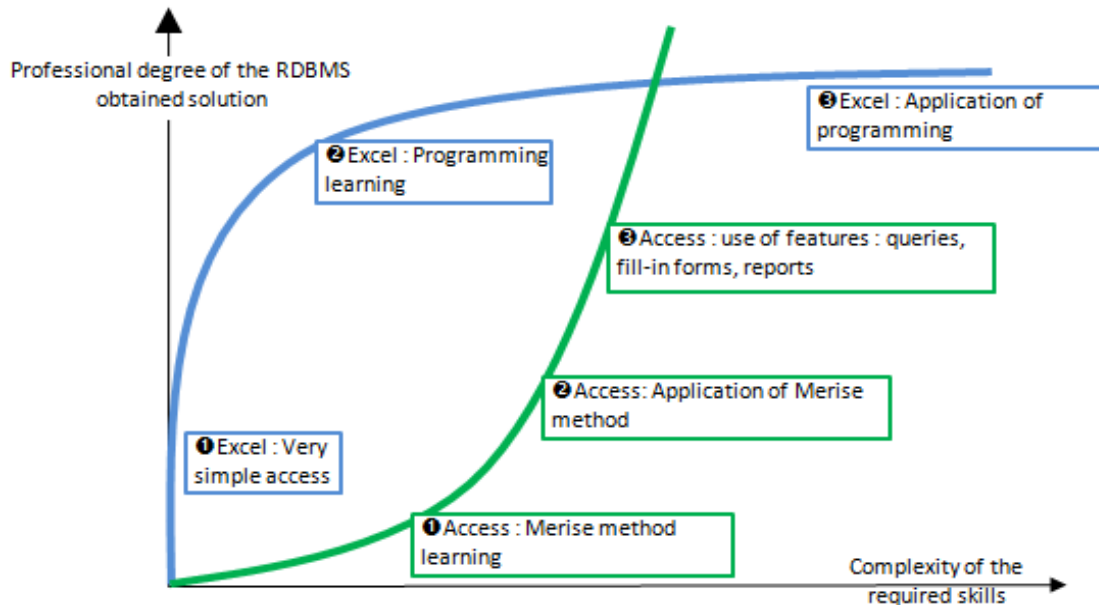 Professional degree of the RDBMS
obtained solution
❸Excel : Application of
programming
❷Excel : Programming
learning
❸Access : use of features : queries,
fill-in forms, reports
❷Access: Application of Merise
method
❶Excel : Very
simple access
❶Access : Merise method
learning
Complexity of the
required skills